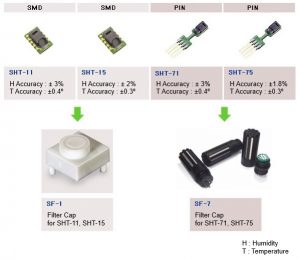 SMD
SMD
PIN
PIN
SHT-11
SHT-15
SHT-71
SHT-75
H Accuracy : ± 3%
T Accuracy : ±0.4°
H Accuracy : ± 2%
T Accuracy : ±0.4°
H Accuracy : ± 3%
T Accuracy : ±0.4°
H Accuracy : ±1.8%
T Accuracy : ±0.3°
SF-1
Filter Cap
for SHT-11, SHT-15
SF-7
Filter Cap
for SHT-71, SHT-75
H : Humidity
T : Temperature